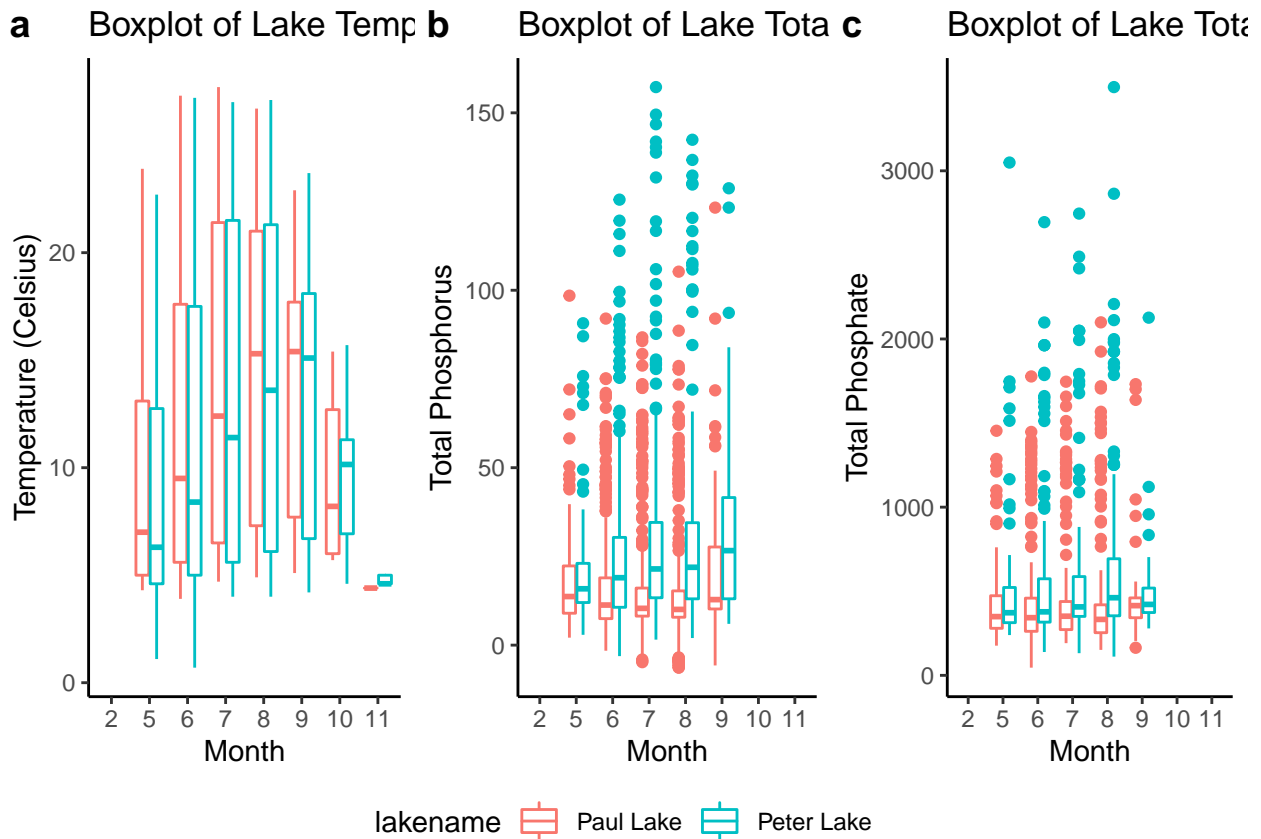 a Boxplot of Lake Temp
20
10
0
Temperature (Celsius)
2 5 6 7 8 9 10 11
Month
b Boxplot of Lake Tota
150
100
50
0
Total Phosphorus
2 5 6 7 8 9 10 11
Month
c Boxplot of Lake Tota
3000
2000
1000
0
Total Phosphate
2 5 6 7 8 9 10 11
Month
lakename Paul Lake Peter Lake